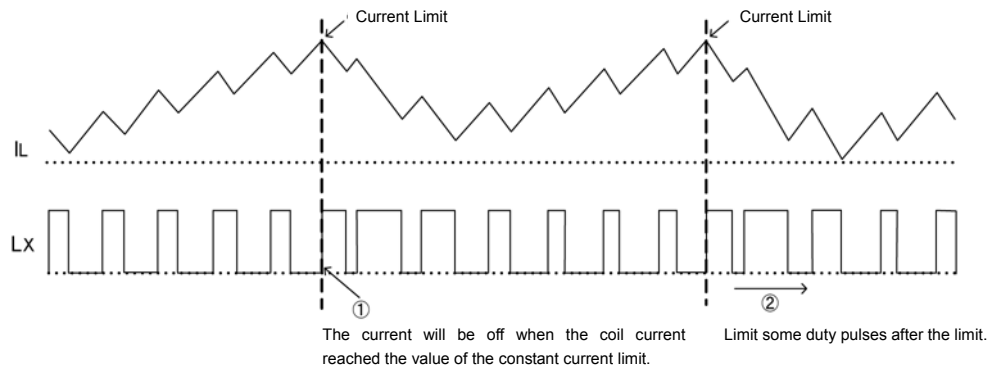 Current Limit
Current Limit
IL
LX
①
②
The current will be off when the coil current
reached the value of the constant current limit.
Limit some duty pulses after the limit.